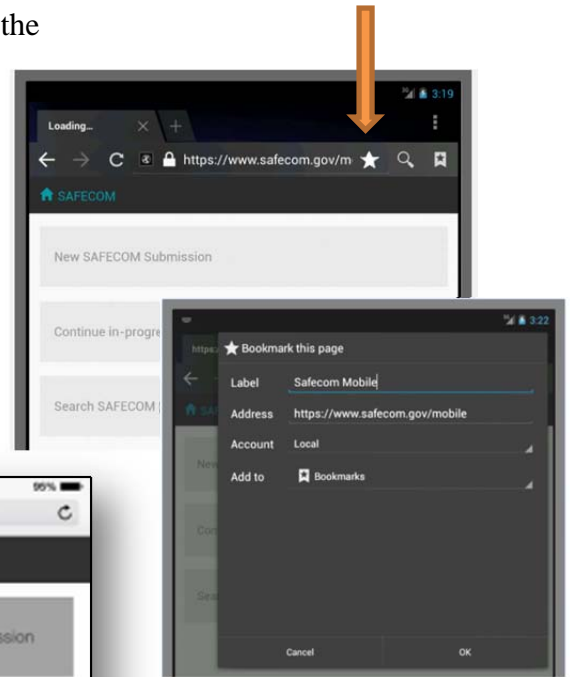 the
3:19
Loading...
https://www.safecom.gov/m
SAFECOM
New SAFECOM Submission
Continue in-progre
Search SAFECOM
3:22
https:/
Bookmark this page
Label Safecom Mobile
Address https://www.safecom.gov/mobile
Account Local
Add to Bookmarks
Cancel OK
95%
ssion